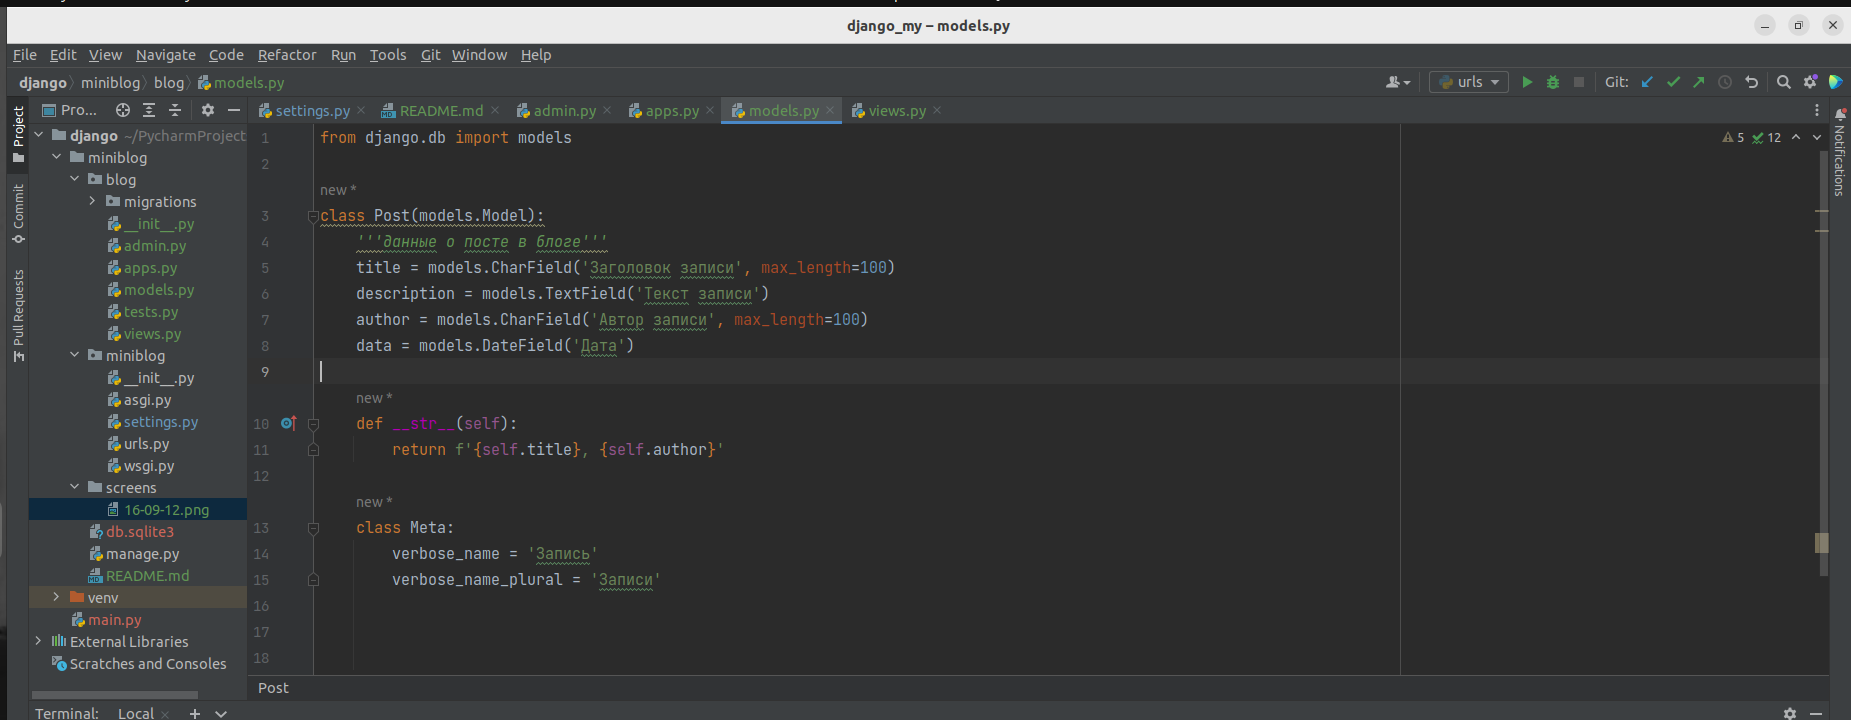 django_my – models.py
File Edit View Navigate Code Refactor Run Tools Git Window Help
django miniblog blog models.py urls Git:
Pro...
settings.py README.md admin.py apps.py models.py views.py
Project
Commit
Pull Requests
Notifications
django ~/PycharmProject
miniblog
blog
migrations
__init__.py
admin.py
apps.py
models.py
tests.py
views.py
miniblog
__init__.py
asgi.py
settings.py
urls.py
wsgi.py
screens
16-09-12.png
db.sqlite3
manage.py
README.md
venv
main.py
External Libraries
Scratches and Consoles
5 12
1 from django.db import models
2
new *
3 class Post(models.Model):
4 '''данные о посте в блоге'''
5 title = models.CharField('Заголовок записи', max_length=100)
6 description = models.TextField('Текст записи')
7 author = models.CharField('Автор записи', max_length=100)
8 data = models.DateField('Дата')
9
new *
10 def __str__(self):
11 return f'{self.title}, {self.author}'
12
new *
13 class Meta:
14 verbose_name = 'Запись'
15 verbose_name_plural = 'Записи'
16
17
18
Post
Terminal: Local